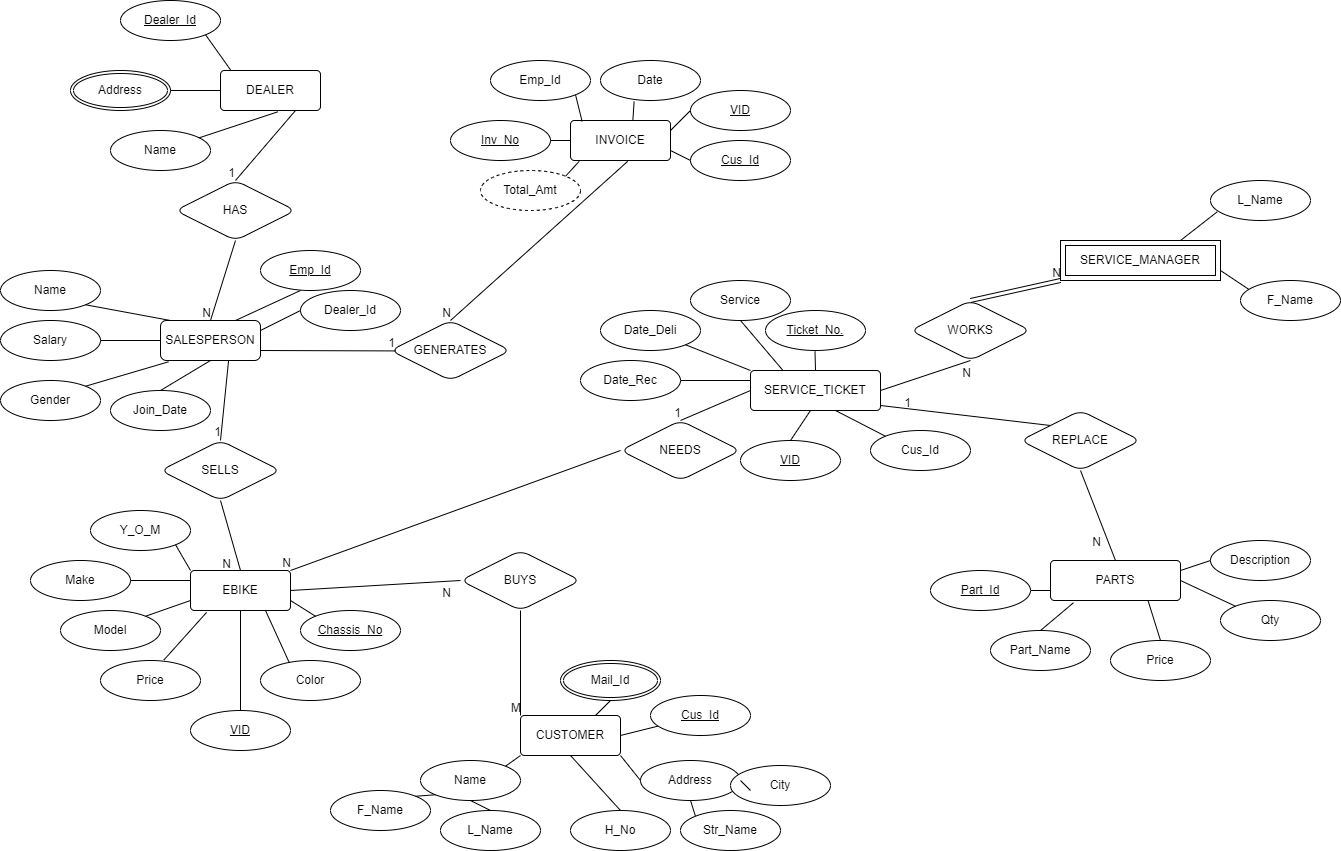 Dealer_Id
Address
DEALER
Name
1
HAS
N
Emp_Id
Date
VID
Inv_No
INVOICE
Cus_Id
Total_Amt
L_Name
SERVICE_MANAGER
F_Name
N
WORKS
N
Emp_Id
Name
Dealer_Id
Salary
SALESPERSON
Gender
Join_Date
1
GENERATES
N
Service
Date_Deli
Ticket_No.
Date_Rec
SERVICE_TICKET
VID
Cus_Id
1
REPLACE
N
1
NEEDS
N
1
SELLS
N
Y_O_M
Make
EBIKE
Model
Chassis_No
Price
Color
VID
N
BUYS
M
Part_Id
PARTS
Description
Qty
Part_Name
Price
Mail_Id
Cus_Id
CUSTOMER
Name
Address
City
F_Name
L_Name
H_No
Str_Name